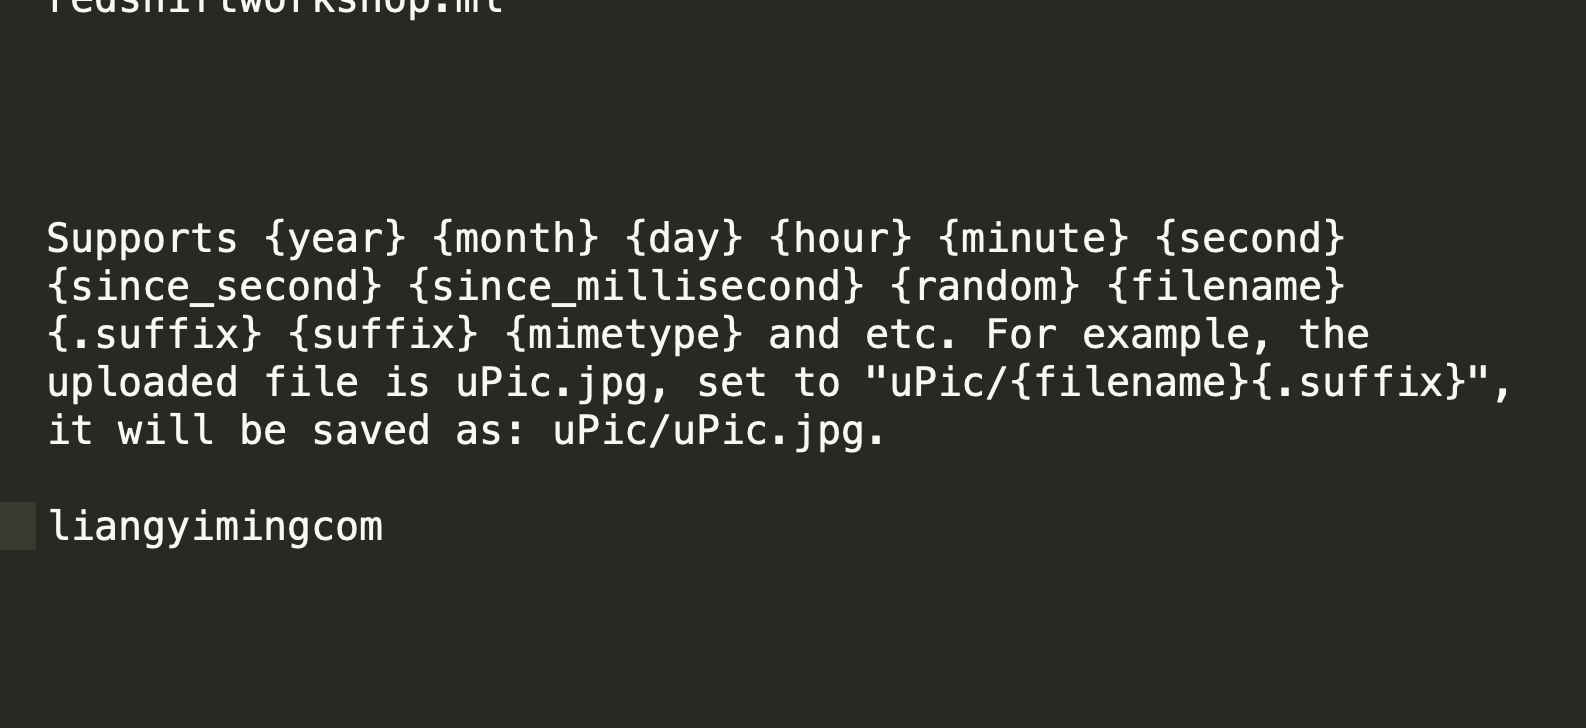 redshiftworkshop.ml
Supports {year} {month} {day} {hour} {minute} {second}
{since_second} {since_millisecond} {random} {filename}
{.suffix} {suffix} {mimetype} and etc. For example, the
uploaded file is uPic.jpg, set to "uPic/{filename}{.suffix}",
it will be saved as: uPic/uPic.jpg.
liangyimingcom